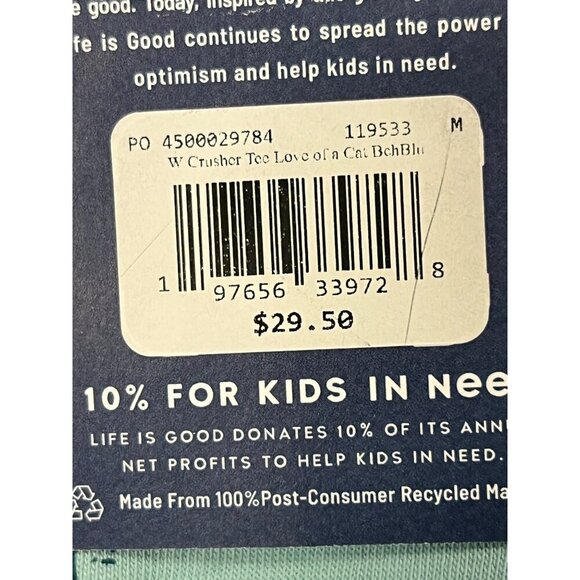 good. Today, inspired by
fe is Good continues to spread the power
optimism and help kids in need.
PO 4500029784 119533 M
W Crusher Tee Love of a Cat BchBlu
1 97656 33972 8
$29.50
10% FOR KIDS IN Nee
LIFE IS GOOD DONATES 10% OF ITS ANN
NET PROFITS TO HELP KIDS IN NEED.
Made From 100%Post-Consumer Recycled Ma